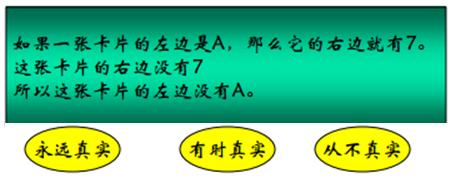 如果一张卡片的左边是A，那么它的右边就有7。
这张卡片的右边没有7
所以这张卡片的左边没有A。
永远真实 有时真实 从不真实